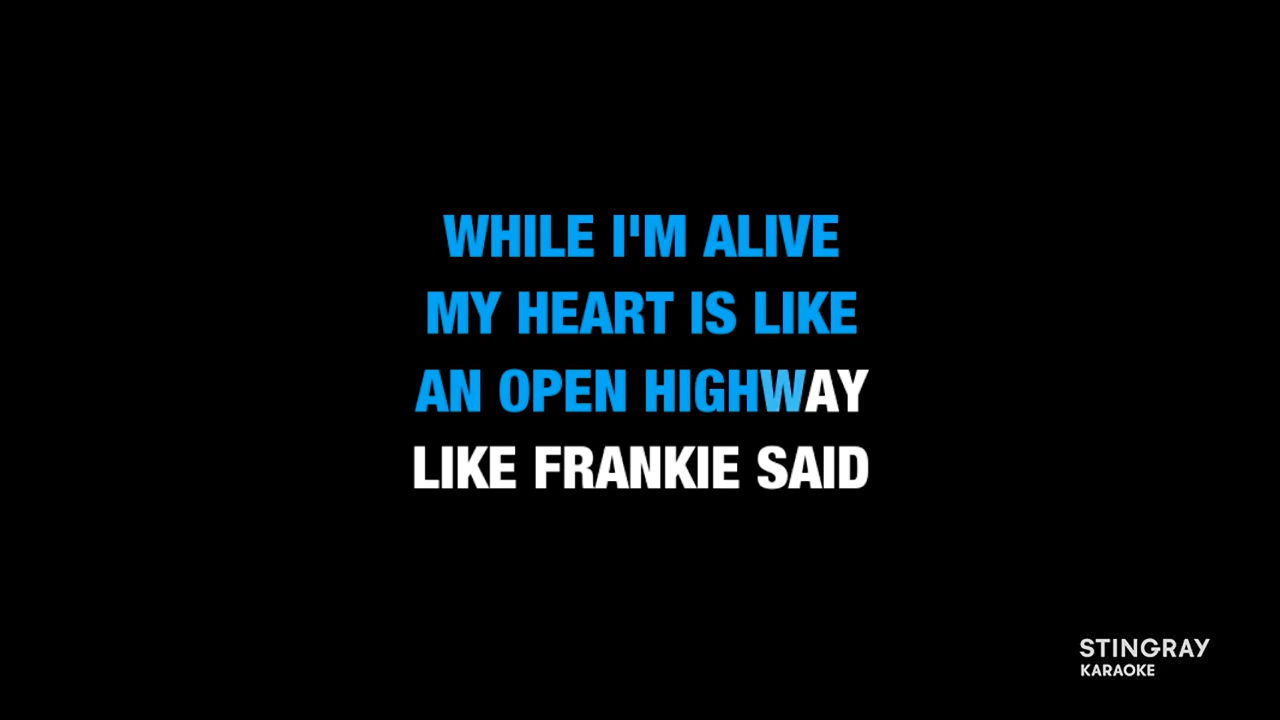 WHILE I'M ALIVE
MY HEART IS LIKE
AN OPEN HIGHWAY
LIKE FRANKIE SAID
STINGRAY
KARAOKE